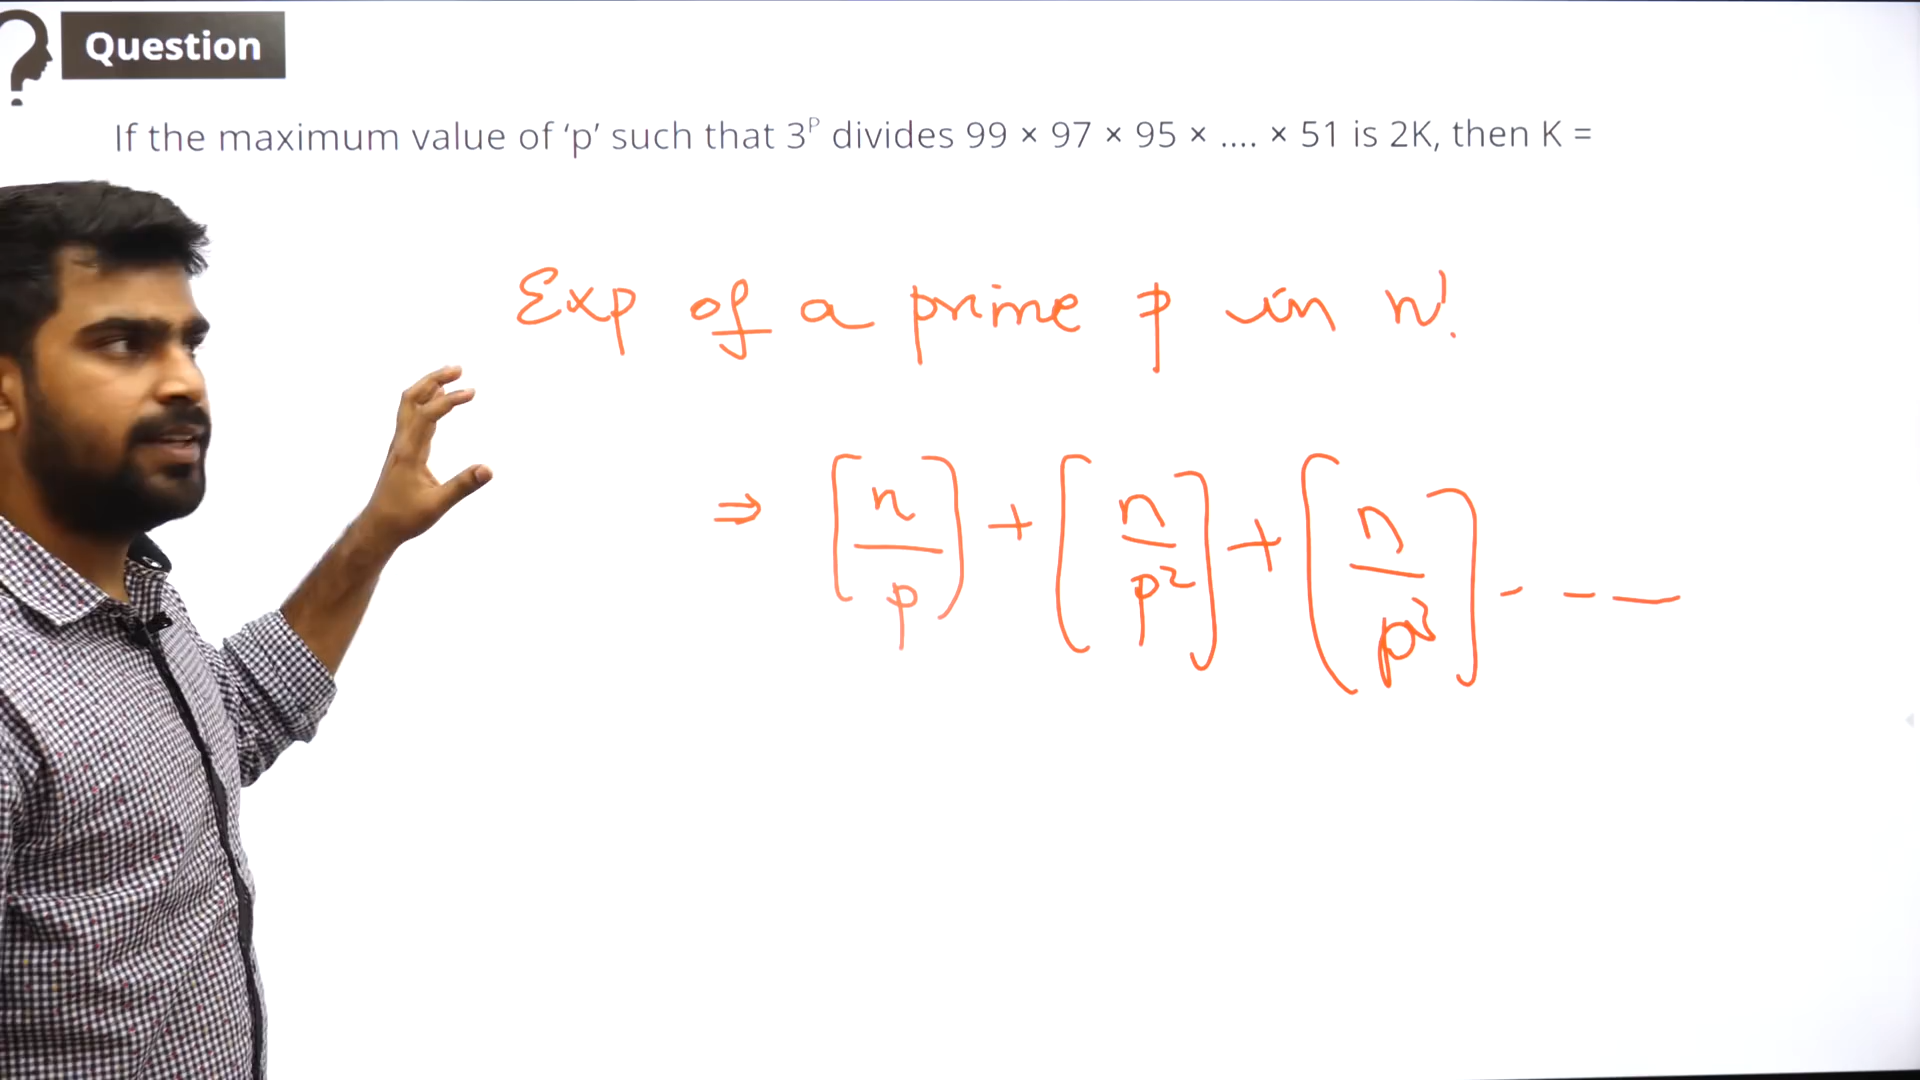 Question
If the maximum value of ‘p’ such that 3ᴾ divides 99 × 97 × 95 × .... × 51 is 2K, then K =
Exp of a prime p in n!
⇒ [n/p] + [n/p²] + [n/p³] - - —